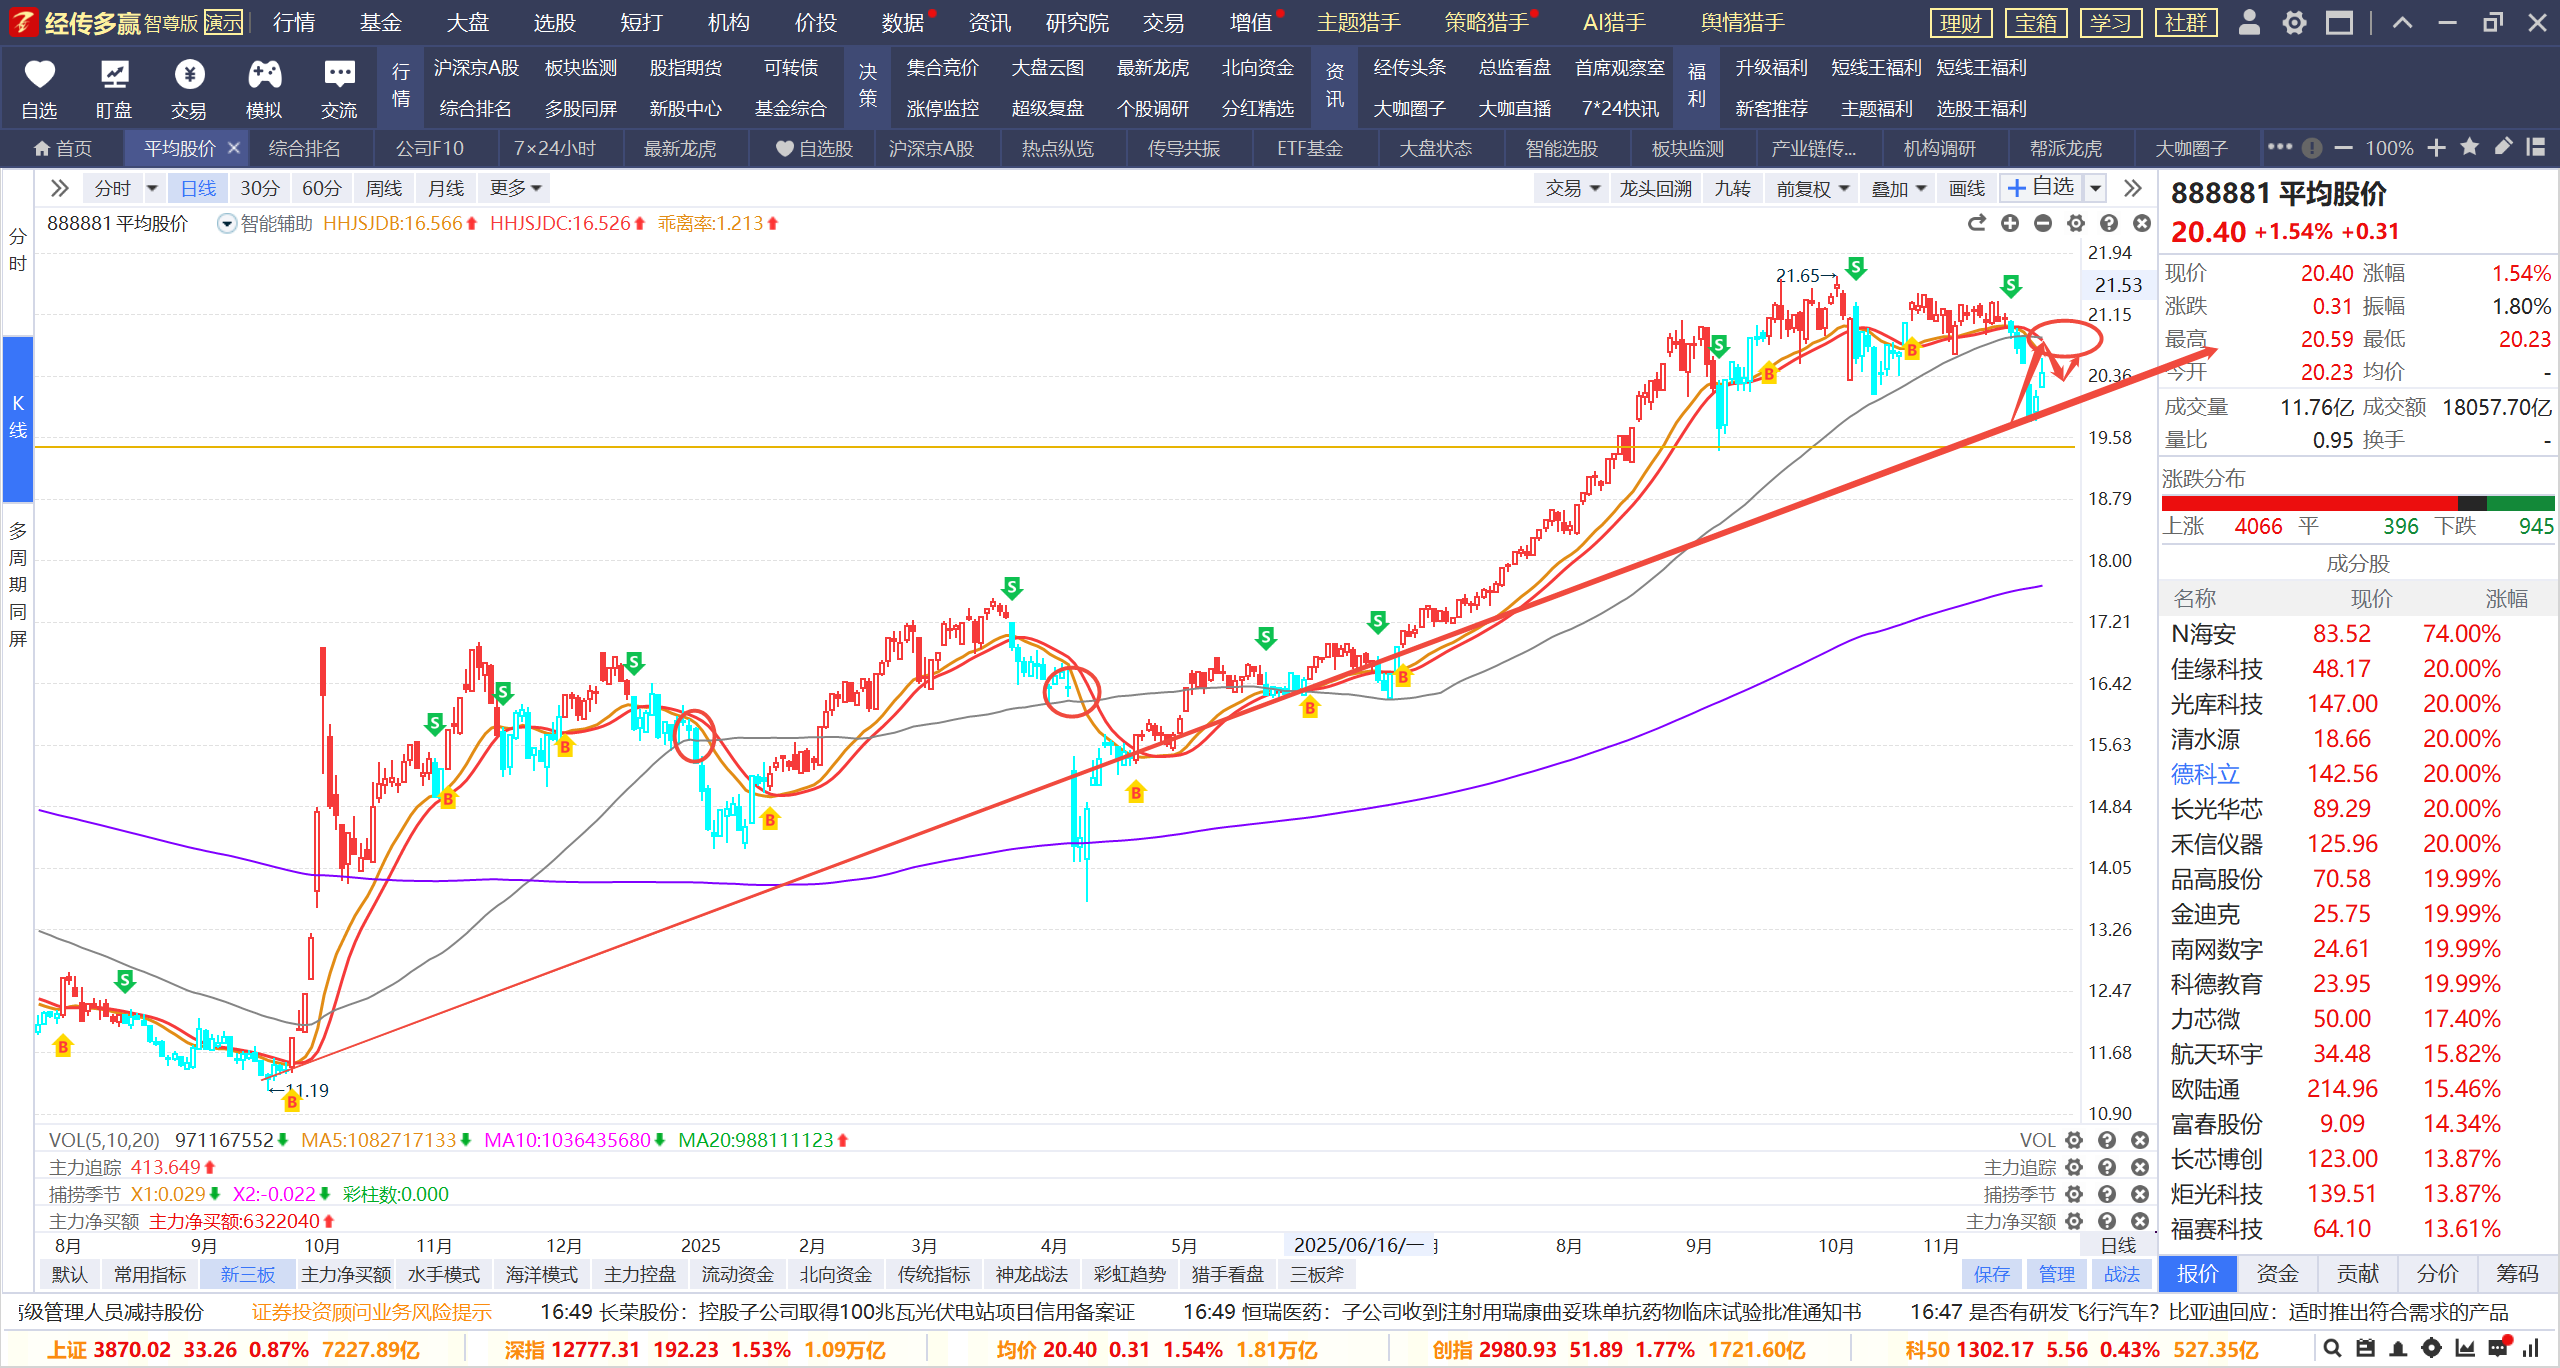 经传多赢 智尊版 演示 行情 基金 大盘 选股 短打 机构 价投 数据 资讯 研究院 交易 增值 主题猎手 策略猎手 AI猎手 舆情猎手 理财 宝箱 学习 社群
自选 盯盘 交易 模拟 交流
行情 沪深京A股 板块监测 股指期货 可转债 决策 集合竞价 大盘云图 最新龙虎 北向资金 资讯 经传头条 总监看盘 首席观察室 福利 升级福利 短线王福利 短线王福利
综合排名 多股同屏 新股中心 基金综合 涨停监控 超级复盘 个股调研 分红精选 大咖圈子 大咖直播 7*24快讯 新客推荐 主题福利 选股王福利
首页 平均股价 综合排名 公司F10 7×24小时 最新龙虎 自选股 沪深京A股 热点纵览 传导共振 ETF基金 大盘状态 智能选股 板块监测 产业链传... 机构调研 帮派龙虎 大咖圈子 100%
分时 日线 30分 60分 周线 月线 更多 交易 龙头回溯 九转 前复权 叠加 画线 自选
分时
K线
多周期同屏
888881 平均股价 智能辅助 HHJSJDB:16.566 HHJSJDC:16.526 乖离率:1.213
21.94
21.53
21.15
20.36
19.58
18.79
18.00
17.21
16.42
15.63
14.84
14.05
13.26
12.47
11.68
10.90
21.65→
←11.19
S
S
S
S
S
S
S
S
S
S
B
B
B
B
B
B
B
B
B
B
VOL(5,10,20) 971167552 MA5:1082717133 MA10:1036435680 MA20:988111123 VOL
主力追踪 413.649 主力追踪
捕捞季节 X1:0.029 X2:-0.022 彩柱数:0.000 捕捞季节
主力净买额 主力净买额:6322040 主力净买额
8月 9月 10月 11月 12月 2025 2月 3月 4月 5月 2025/06/16/一 8月 9月 10月 11月 日线
默认 常用指标 新三板 主力净买额 水手模式 海洋模式 主力控盘 流动资金 北向资金 传统指标 神龙战法 彩虹趋势 猎手看盘 三板斧 保存 管理 战法
888881 平均股价
20.40 +1.54% +0.31
现价 20.40 涨幅 1.54%
涨跌 0.31 振幅 1.80%
最高 20.59 最低 20.23
今开 20.23 均价 -
成交量 11.76亿 成交额 18057.70亿
量比 0.95 换手 -
涨跌分布
上涨 4066 平 396 下跌 945
成分股
名称 现价 涨幅
N海安 83.52 74.00%
佳缘科技 48.17 20.00%
光库科技 147.00 20.00%
清水源 18.66 20.00%
德科立 142.56 20.00%
长光华芯 89.29 20.00%
禾信仪器 125.96 20.00%
品高股份 70.58 19.99%
金迪克 25.75 19.99%
南网数字 24.61 19.99%
科德教育 23.95 19.99%
力芯微 50.00 17.40%
航天环宇 34.48 15.82%
欧陆通 214.96 15.46%
富春股份 9.09 14.34%
长芯博创 123.00 13.87%
炬光科技 139.51 13.87%
福赛科技 64.10 13.61%
报价 资金 贡献 分价 筹码
高级管理人员减持股份 证券投资顾问业务风险提示 16:49 长荣股份：控股子公司取得100兆瓦光伏电站项目信用备案证 16:49 恒瑞医药：子公司收到注射用瑞康曲妥珠单抗药物临床试验批准通知书 16:47 是否有研发飞行汽车？比亚迪回应：适时推出符合需求的产品
上证 3870.02 33.26 0.87% 7227.89亿 深指 12777.31 192.23 1.53% 1.09万亿 均价 20.40 0.31 1.54% 1.81万亿 创指 2980.93 51.89 1.77% 1721.60亿 科50 1302.17 5.56 0.43% 527.35亿